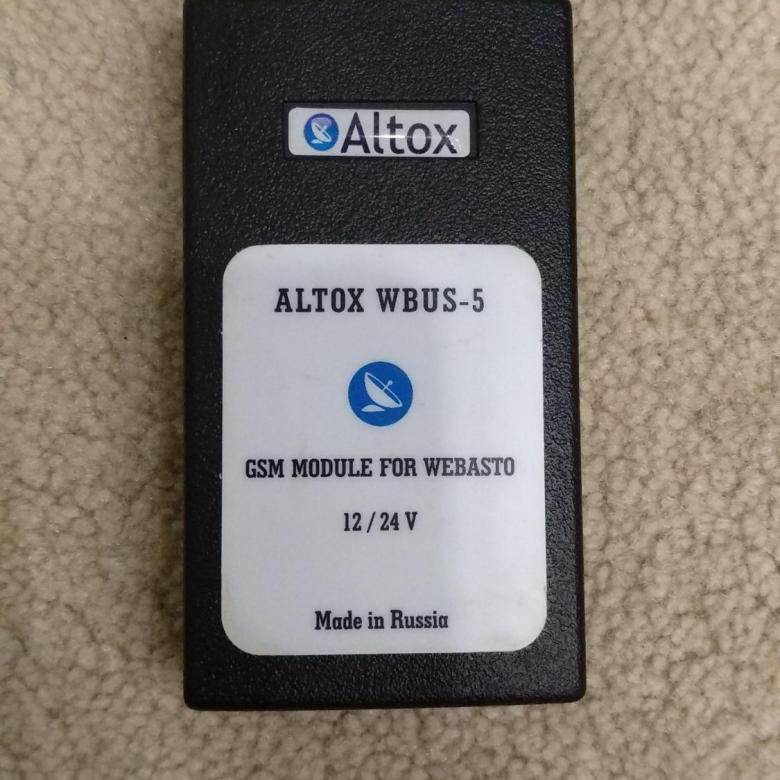 Altox
ALTOX WBUS-5
GSM MODULE FOR WEBASTO
12 / 24 V
Made in Russia